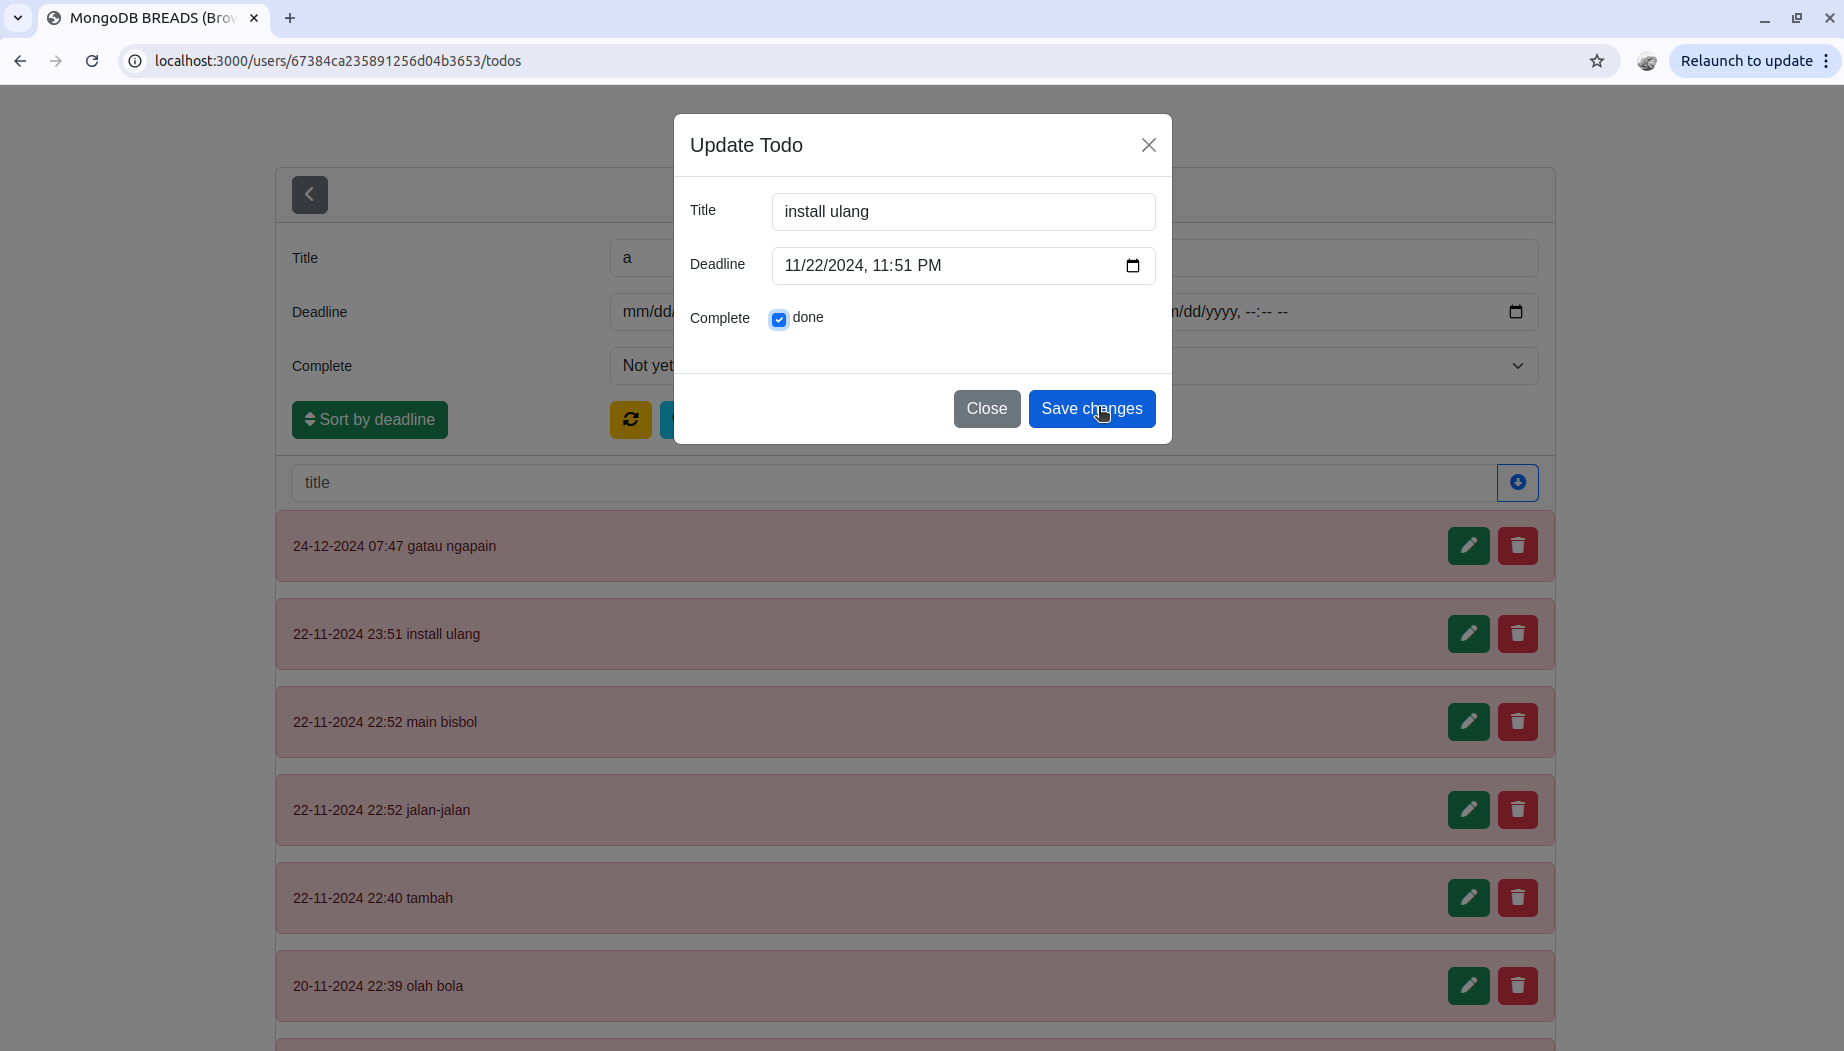 MongoDB BREADS (Brow
localhost:3000/users/67384ca235891256d04b3653/todos
Relaunch to update
Update Todo
Title
install ulang
Deadline
11/22/2024, 11:51 PM
Complete
done
Close
Save changes
Title
a
Deadline
mm/dd/
/dd/yyyy, --:-- --
Complete
Not yet
Sort by deadline
title
24-12-2024 07:47 gatau ngapain
22-11-2024 23:51 install ulang
22-11-2024 22:52 main bisbol
22-11-2024 22:52 jalan-jalan
22-11-2024 22:40 tambah
20-11-2024 22:39 olah bola